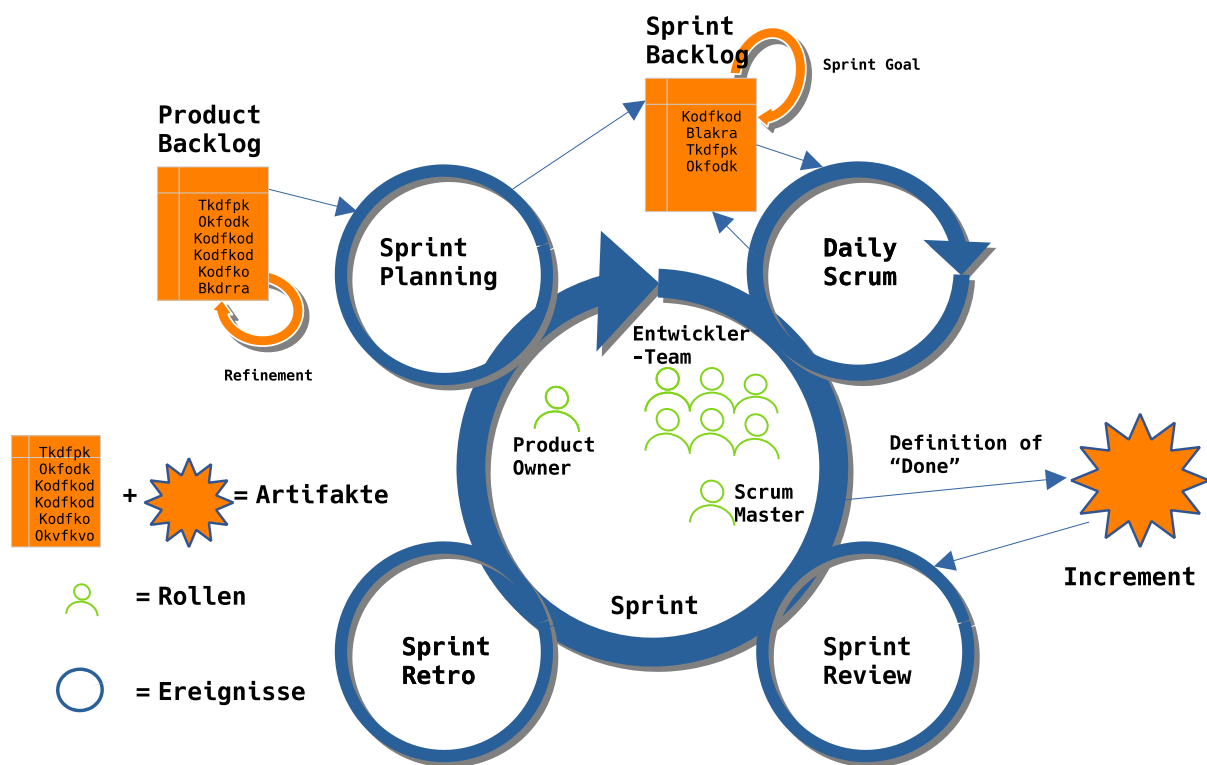 Sprint
Backlog
Sprint Goal
Kodfkod
Blakra
Tkdfpk
Okfodk
Product
Backlog
Tkdfpk
Okfodk
Kodfkod
Kodfkod
Kodfko
Bkdrra
Refinement
Sprint
Planning
Daily
Scrum
Entwickler
-Team
Product
Owner
Scrum
Master
Sprint
Definition of
“Done”
Increment
Sprint
Retro
Sprint
Review
Tkdfpk
Okfodk
Kodfkod
Kodfkod
Kodfko
Okvfkvo
+
= Artifakte
= Rollen
= Ereignisse